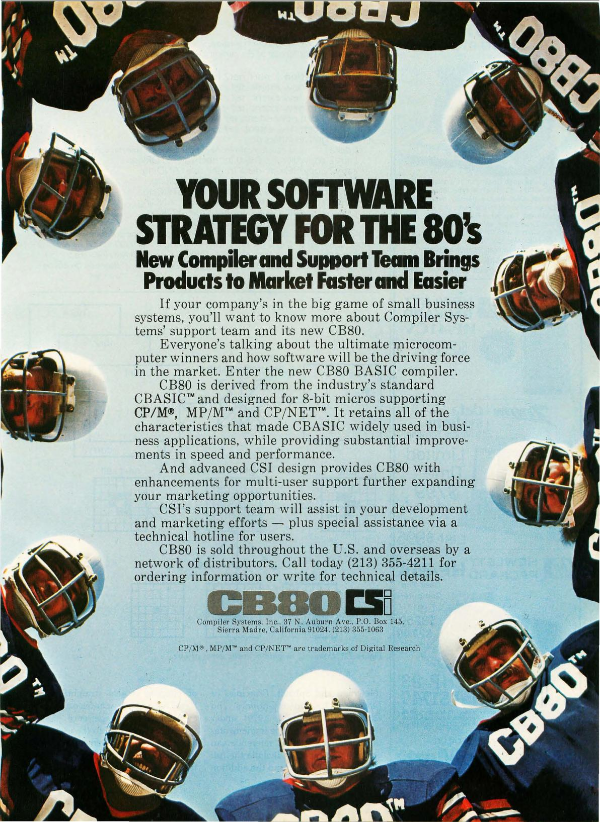 CB80™
CB80™
CB80™
YOUR SOFTWARE
STRATEGY FOR THE 80's
New Compiler and Support Team Brings
Products to Market Faster and Easier
If your company's in the big game of small business
systems, you'll want to know more about Compiler Sys-
tems' support team and its new CB80.
Everyone's talking about the ultimate microcom-
puter winners and how software will be the driving force
in the market. Enter the new CB80 BASIC compiler.
CB80 is derived from the industry's standard
CBASIC™ and designed for 8-bit micros supporting
CP/M®, MP/M™ and CP/NET™. It retains all of the
characteristics that made CBASIC widely used in busi-
ness applications, while providing substantial improve-
ments in speed and performance.
And advanced CSI design provides CB80 with
enhancements for multi-user support further expanding
your marketing opportunities.
CSI's support team will assist in your development
and marketing efforts — plus special assistance via a
technical hotline for users.
CB80 is sold throughout the U.S. and overseas by a
network of distributors. Call today (213) 355-4211 for
ordering information or write for technical details.
CB80 CSi
Compiler Systems, Inc., 37 N. Auburn Ave., P.O. Box 145,
Sierra Madre, California 91024. (213) 355-1063
CP/M®, MP/M™ and CP/NET™ are trademarks of Digital Research
CB80™
CB80™